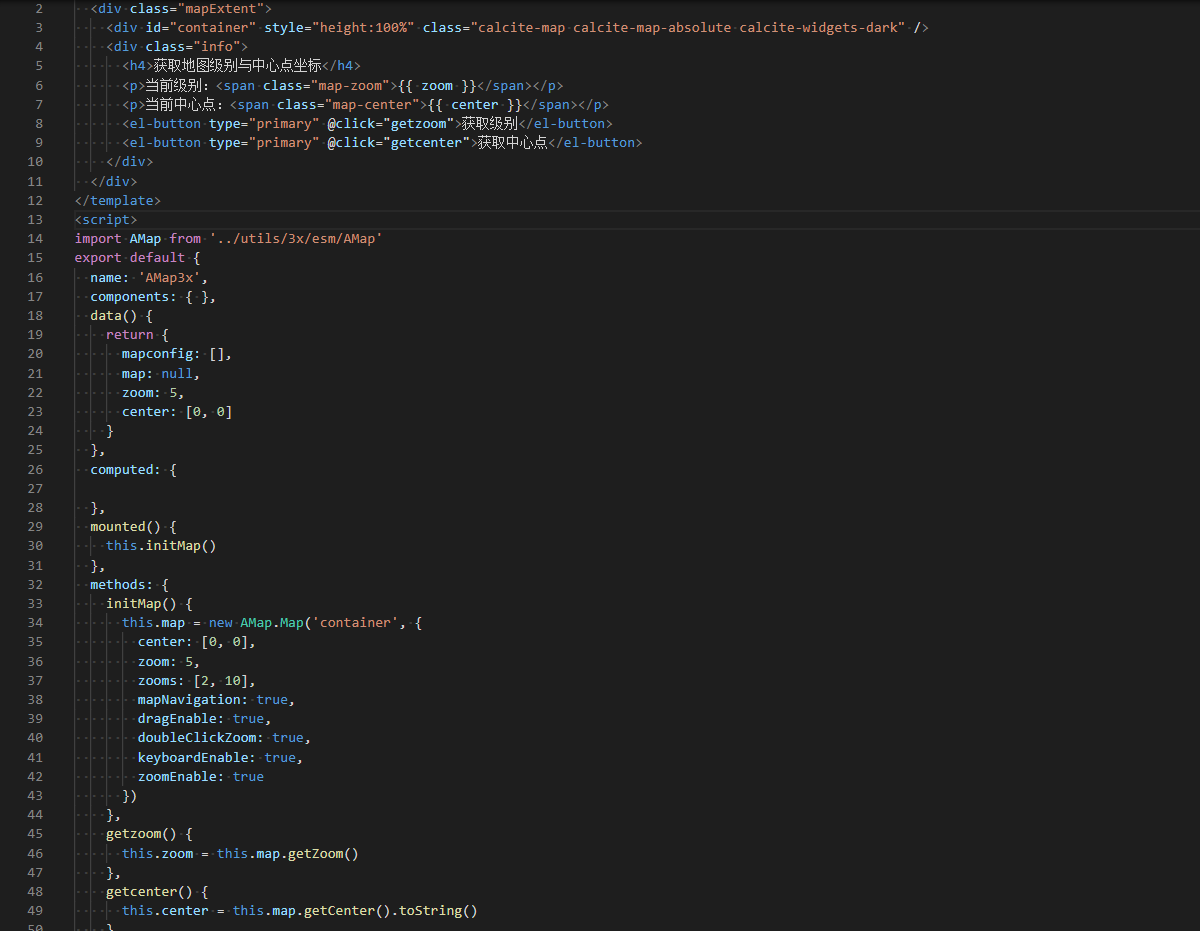 2 <div class="mapExtent">
3 <div id="container" style="height:100%" class="calcite-map calcite-map-absolute calcite-widgets-dark" />
4 <div class="info">
5 <h4>获取地图级别与中心点坐标</h4>
6 <p>当前级别：<span class="map-zoom">{{ zoom }}</span></p>
7 <p>当前中心点：<span class="map-center">{{ center }}</span></p>
8 <el-button type="primary" @click="getzoom">获取级别</el-button>
9 <el-button type="primary" @click="getcenter">获取中心点</el-button>
10 </div>
11 </div>
12 </template>
13 <script>
14 import AMap from '../utils/3x/esm/AMap'
15 export default {
16 name: 'AMap3x',
17 components: { },
18 data() {
19 return {
20 mapconfig: [],
21 map: null,
22 zoom: 5,
23 center: [0, 0]
24 }
25 },
26 computed: {
27
28 },
29 mounted() {
30 this.initMap()
31 },
32 methods: {
33 initMap() {
34 this.map = new AMap.Map('container', {
35 center: [0, 0],
36 zoom: 5,
37 zooms: [2, 10],
38 mapNavigation: true,
39 dragEnable: true,
40 doubleClickZoom: true,
41 keyboardEnable: true,
42 zoomEnable: true
43 })
44 },
45 getzoom() {
46 this.zoom = this.map.getZoom()
47 },
48 getcenter() {
49 this.center = this.map.getCenter().toString()
50 }